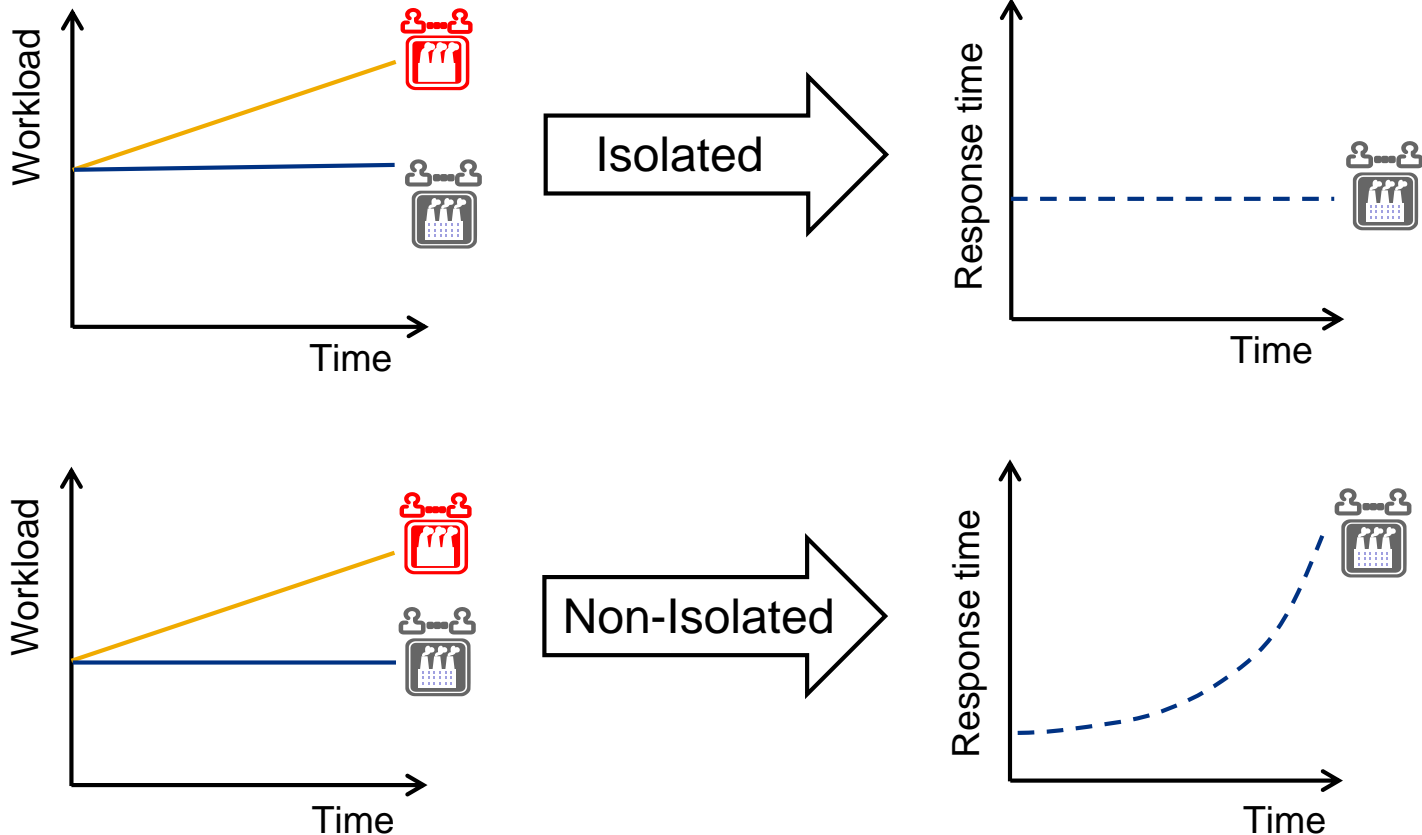 Workload
Time
Isolated
Response time
Time
Workload
Time
Non-Isolated
Response time
Time